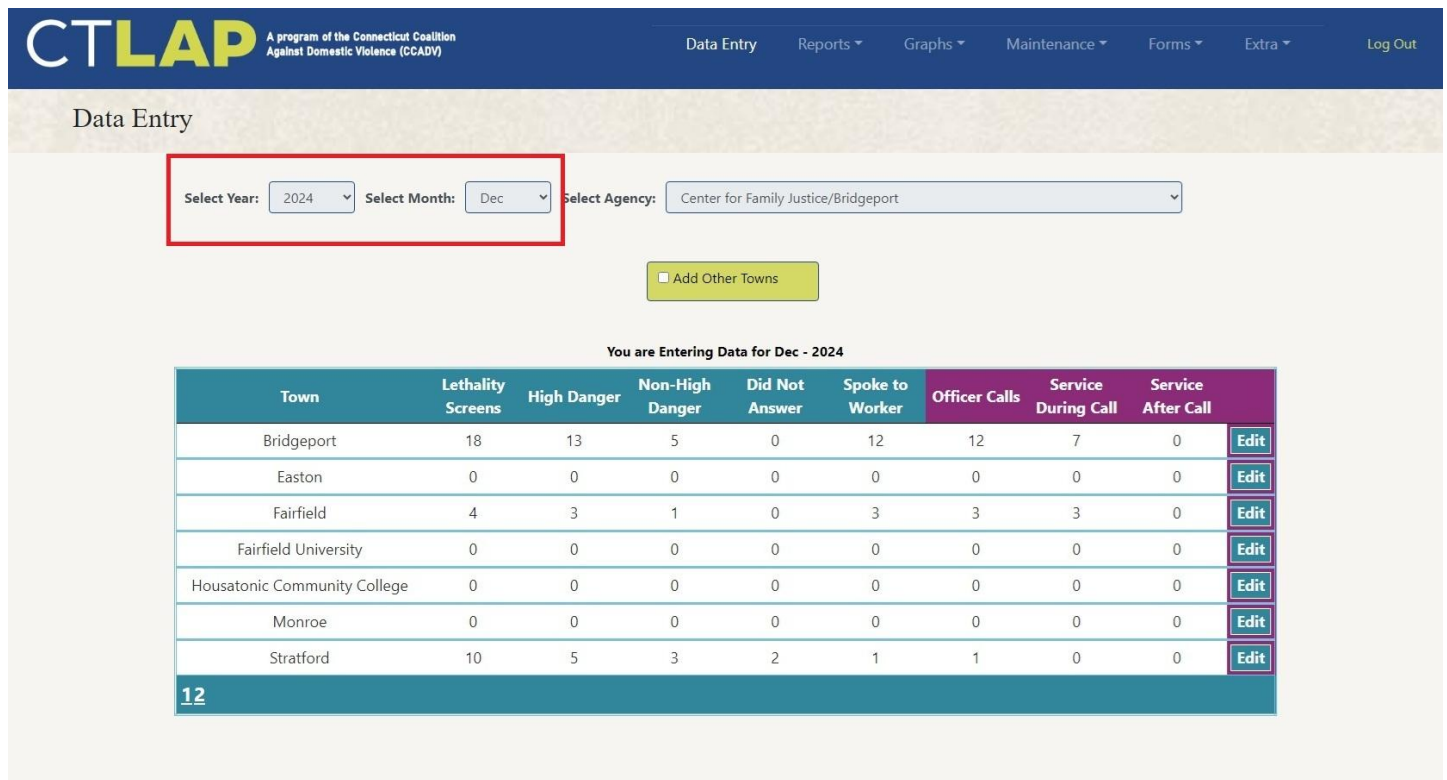 CTLAP A program of the Connecticut Coalition
Against Domestic Violence (CCADV)
Data Entry Reports Graphs Maintenance Forms Extra Log Out
Data Entry
Select Year: 2024 Select Month: Dec Select Agency: Center for Family Justice/Bridgeport
Add Other Towns
You are Entering Data for Dec - 2024
Town Lethality Screens High Danger Non-High Danger Did Not Answer Spoke to Worker Officer Calls Service During Call Service After Call
Bridgeport 18 13 5 0 12 12 7 0 Edit
Easton 0 0 0 0 0 0 0 0 Edit
Fairfield 4 3 1 0 3 3 3 0 Edit
Fairfield University 0 0 0 0 0 0 0 0 Edit
Housatonic Community College 0 0 0 0 0 0 0 0 Edit
Monroe 0 0 0 0 0 0 0 0 Edit
Stratford 10 5 3 2 1 1 0 0 Edit
12